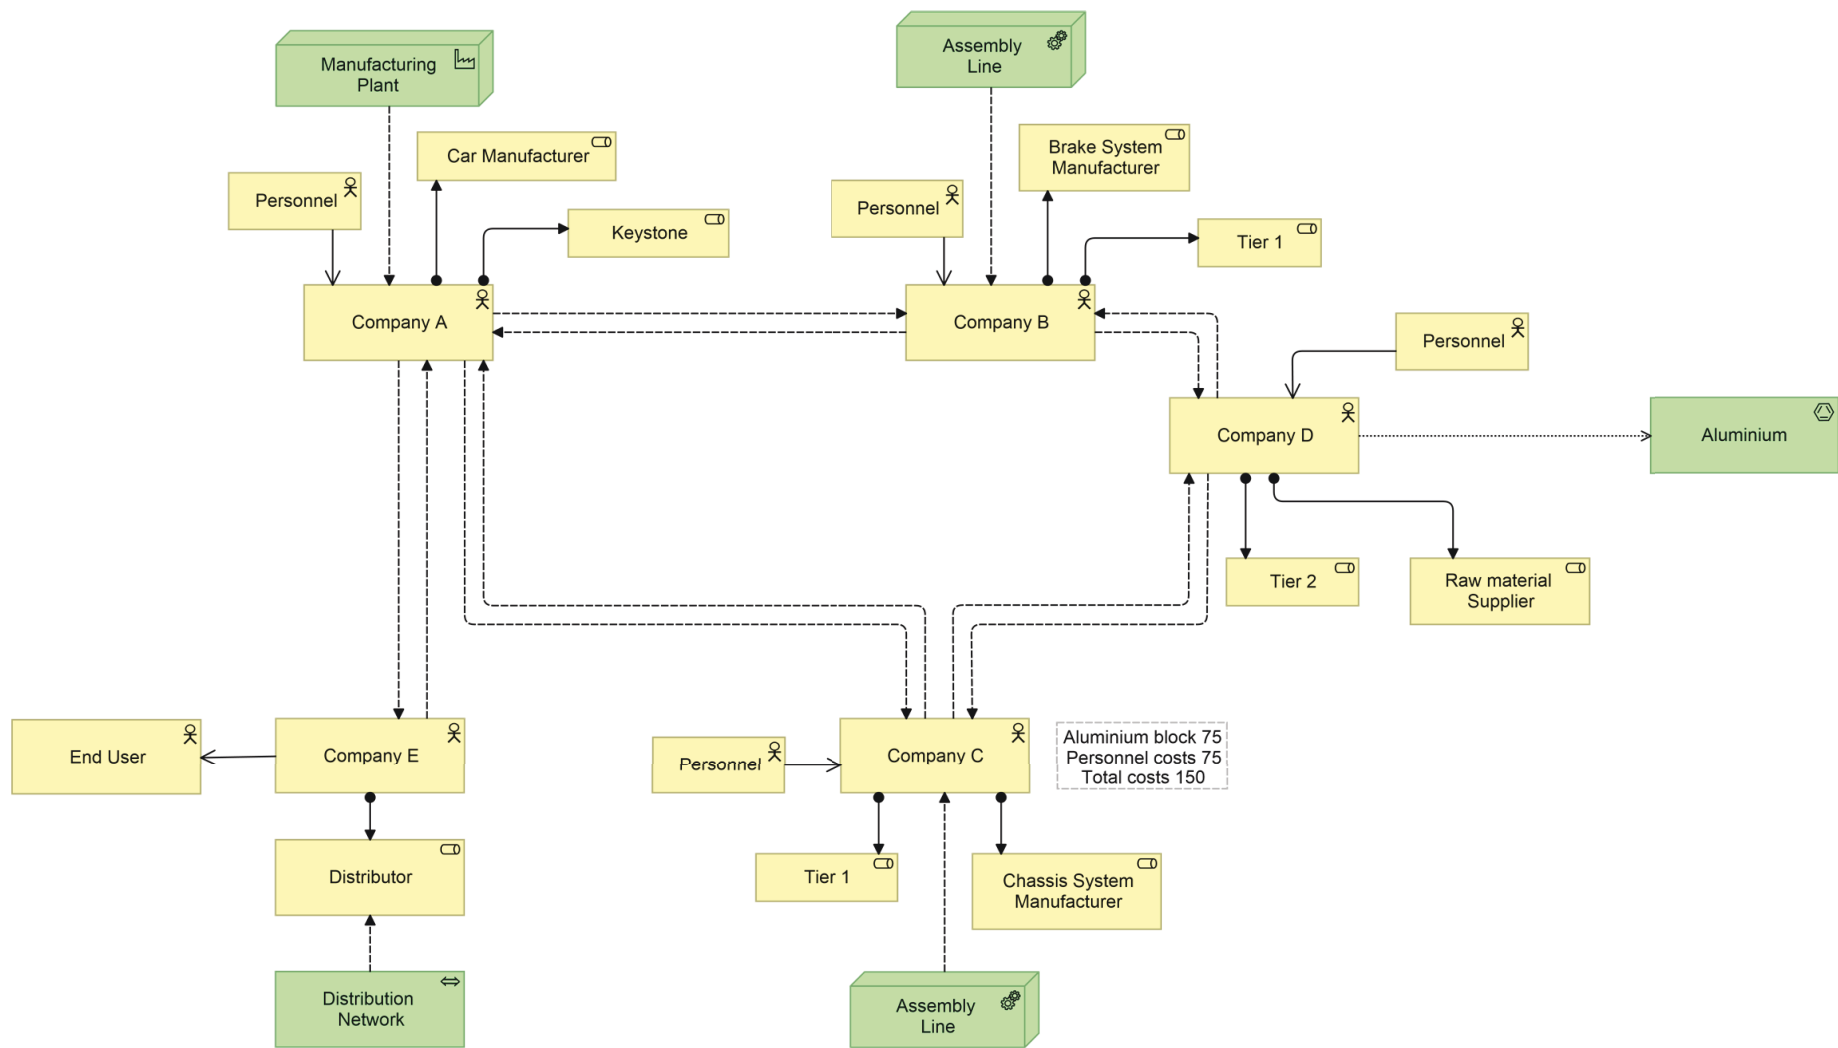 Manufacturing
Plant
Assembly
Line
Car Manufacturer
Brake System
Manufacturer
Personnel
Keystone
Personnel
Tier 1
Company A
Company B
Personnel
Company D
Aluminium
Tier 2
Raw material
Supplier
End User
Company E
Personnel
Company C
Aluminium block 75
Personnel costs 75
Total costs 150
Distributor
Tier 1
Chassis System
Manufacturer
Distribution
Network
Assembly
Line